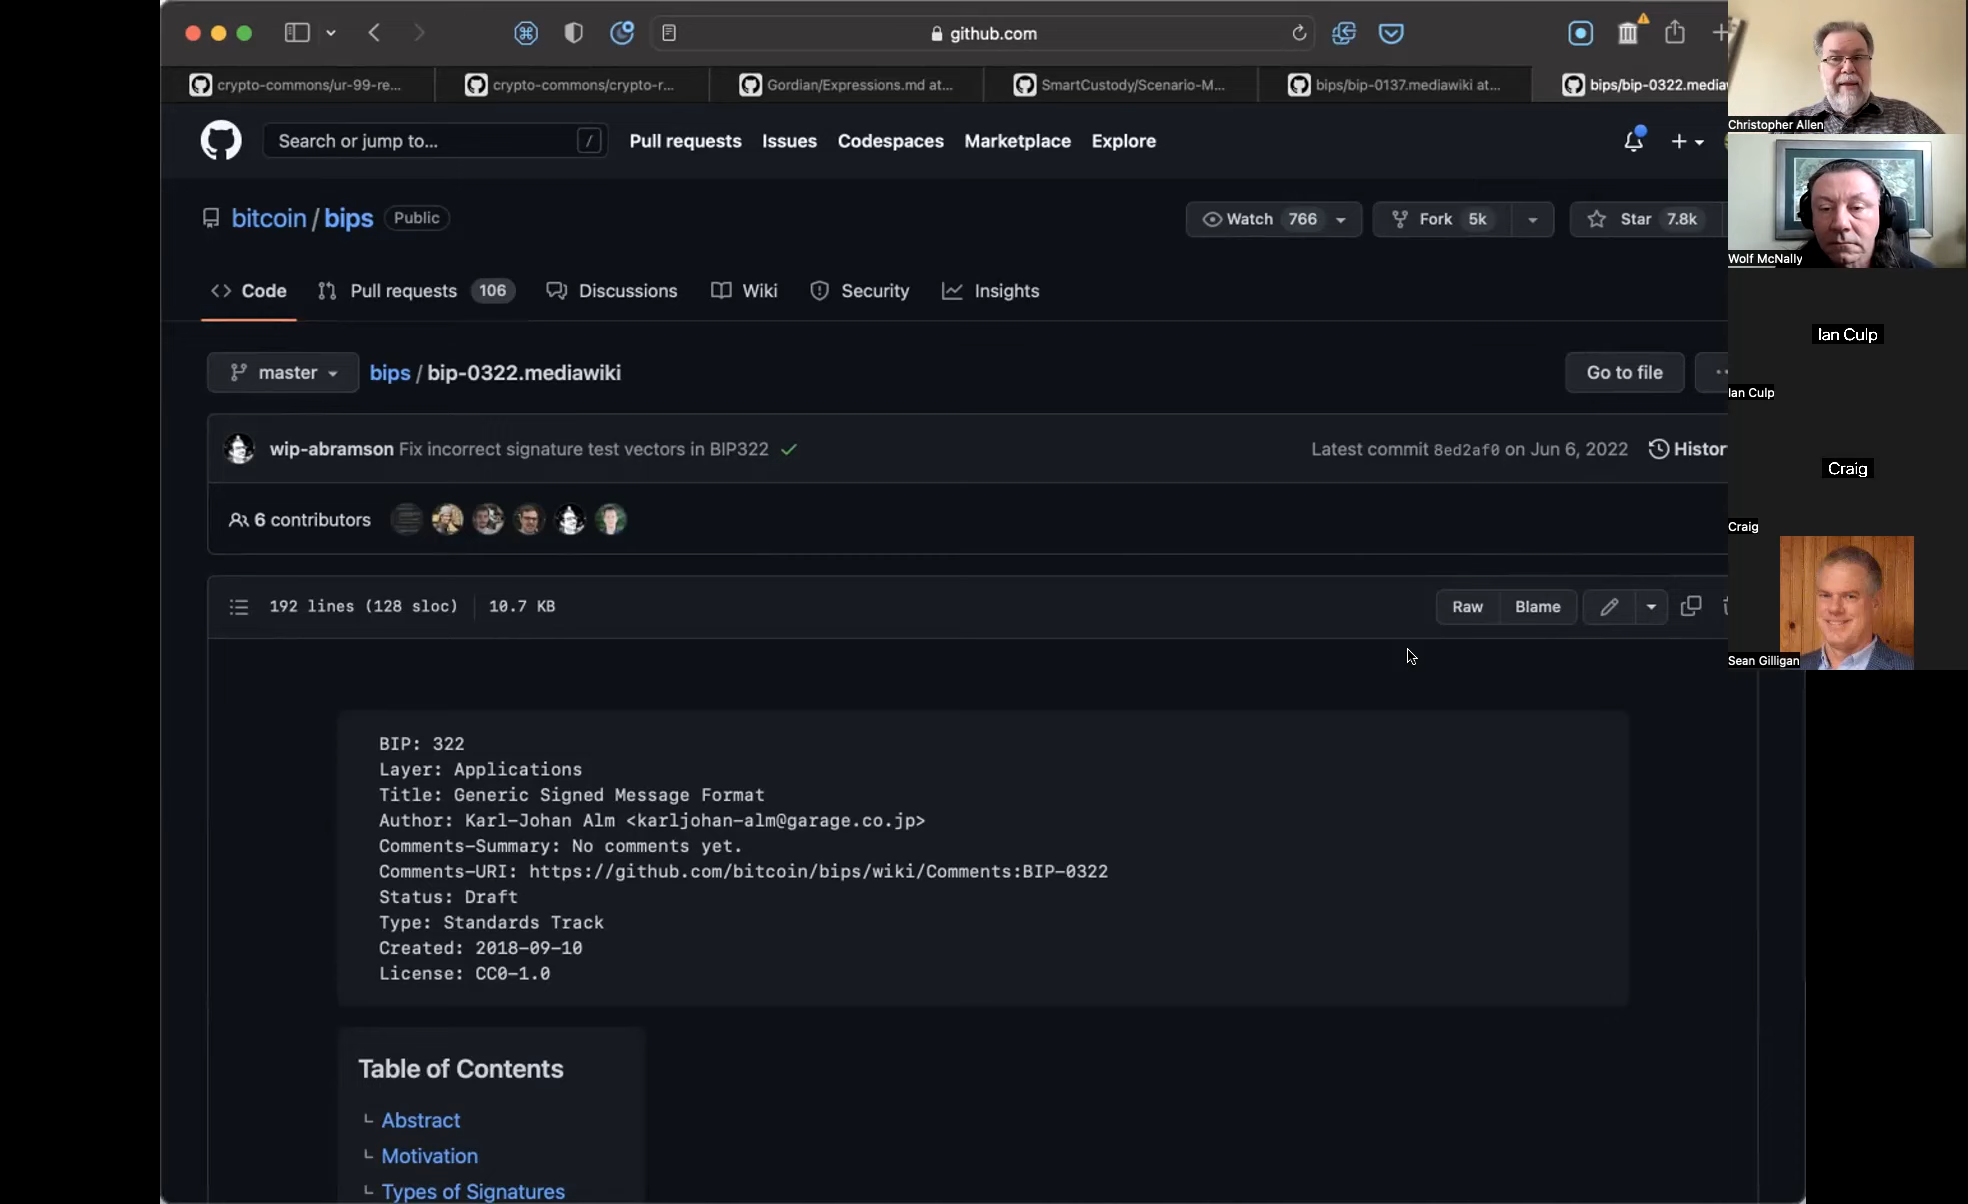 github.com
crypto-commons/ur-99-re...
crypto-commons/crypto-r...
Gordian/Expressions.md at...
SmartCustody/Scenario-M...
bips/bip-0137.mediawiki at...
bips/bip-0322.mediawi
Search or jump to... /
Pull requests Issues Codespaces Marketplace Explore
bitcoin / bips Public
Watch 766 Fork 5k Star 7.8k
Code Pull requests 106 Discussions Wiki Security Insights
master bips / bip-0322.mediawiki Go to file
wip-abramson Fix incorrect signature test vectors in BIP322 Latest commit 8ed2af0 on Jun 6, 2022 Histor
6 contributors
192 lines (128 sloc) 10.7 KB Raw Blame
BIP: 322
Layer: Applications
Title: Generic Signed Message Format
Author: Karl-Johan Alm <karljohan-alm@garage.co.jp>
Comments-Summary: No comments yet.
Comments-URI: https://github.com/bitcoin/bips/wiki/Comments:BIP-0322
Status: Draft
Type: Standards Track
Created: 2018-09-10
License: CC0-1.0
Table of Contents
Abstract
Motivation
Types of Signatures
Christopher Allen
Wolf McNally
Ian Culp
Ian Culp
Craig
Craig
Sean Gilligan